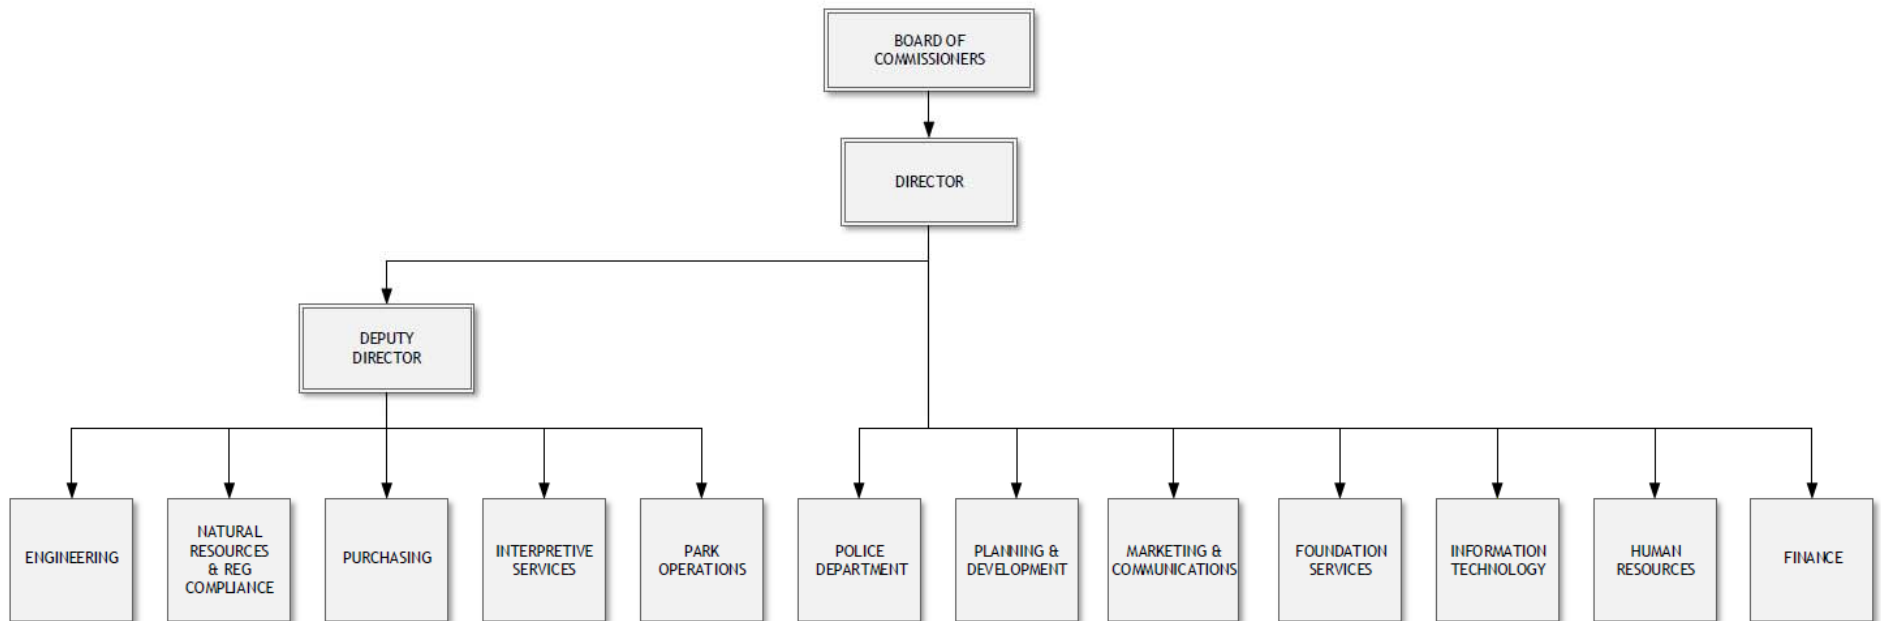 BOARD OF
COMMISSIONERS
DIRECTOR
DEPUTY
DIRECTOR
ENGINEERING
NATURAL
RESOURCES
& REG
COMPLIANCE
PURCHASING
INTERPRETIVE
SERVICES
PARK
OPERATIONS
POLICE
DEPARTMENT
PLANNING &
DEVELOPMENT
MARKETING &
COMMUNICATIONS
FOUNDATION
SERVICES
INFORMATION
TECHNOLOGY
HUMAN
RESOURCES
FINANCE